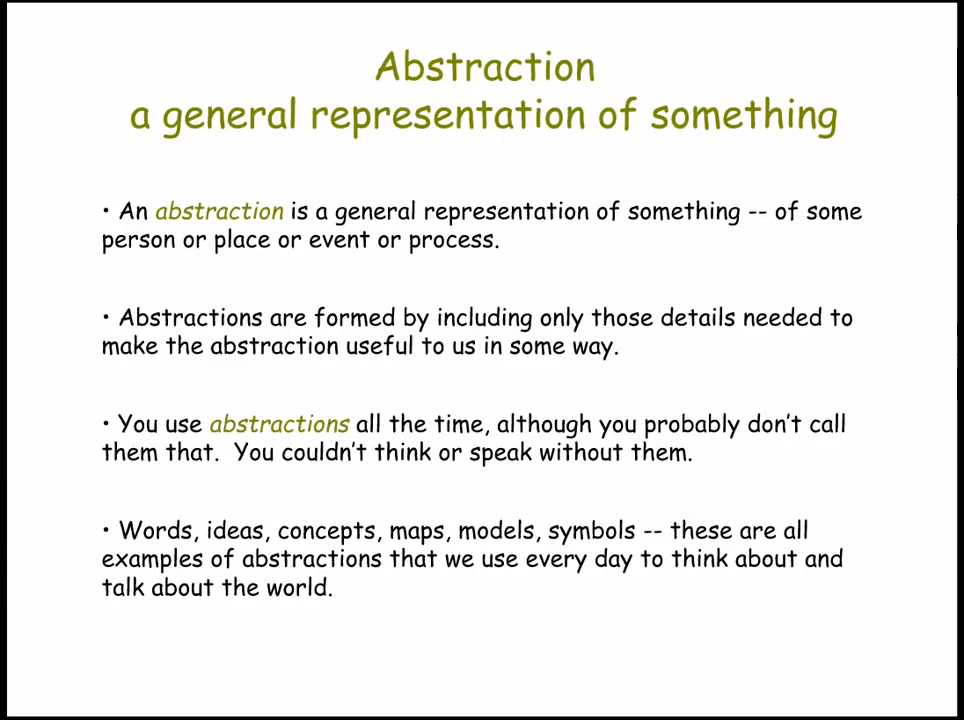 Abstraction
a general representation of something
• An abstraction is a general representation of something -- of some
person or place or event or process.
• Abstractions are formed by including only those details needed to
make the abstraction useful to us in some way.
• You use abstractions all the time, although you probably don’t call
them that.  You couldn’t think or speak without them.
• Words, ideas, concepts, maps, models, symbols -- these are all
examples of abstractions that we use every day to think about and
talk about the world.